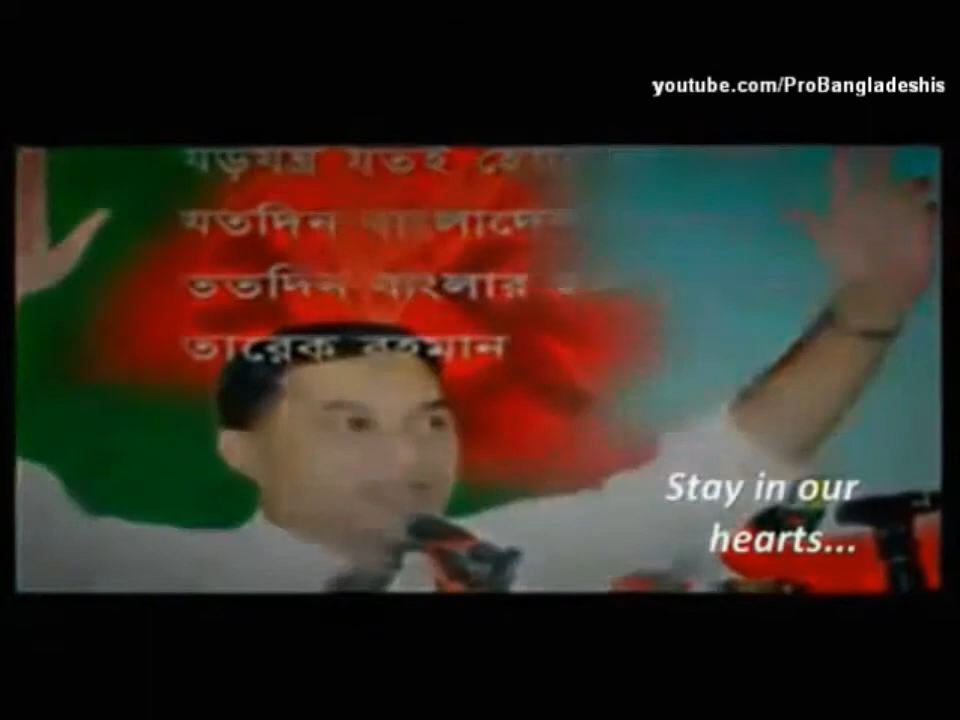 youtube.com/ProBangladeshis
ষড়যন্ত্র যতই হোক
যতদিন বাংলাদেশ
ততদিন বাংলার
তারেক রহমান
Stay in our
hearts...